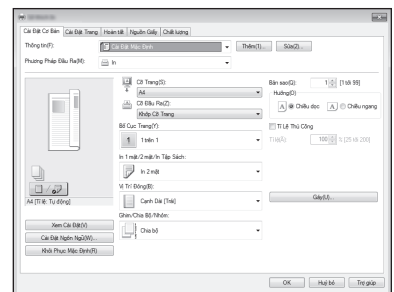 Cài Đặt Cơ Bản Cài Đặt Trang Hoàn tất Nguồn Giấy Chất lượng
Thông tin(F): Cài Đặt Mặc Định Thêm(1)... Sửa(2)...
Phương Pháp Đầu Ra(M): In
Cỡ Trang(S): Bản sao(Q): 1 [1 tới 99]
A4 Hướng(O)
Cỡ Đầu Ra(Z): A Chiều dọc A Chiều ngang
Khớp Cỡ Trang
Bố Cục Trang(Y): Tỉ Lệ Thủ Công
1 1 trên 1 100 % [25 tới 200]
In 1 mặt/2 mặt/In Tập Sách:
In 2 mặt
Vị Trí Đóng(B):
A4 [Tỉ lệ: Tự động] Cạnh Dài [Trái] Gáy(U)...
Xem Cài Đặt(V) Ghim/Chia Bộ/Nhóm:
Cài Đặt Ngôn Ngữ(W)... Chia bộ
Khôi Phục Mặc Định(R)
OK Huỷ bỏ Trợ giúp